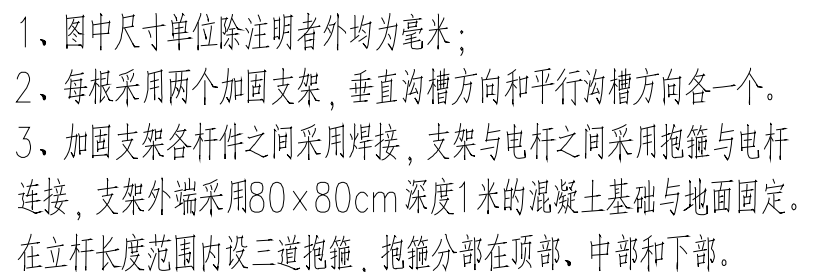 1、图中尺寸单位除注明者外均为毫米；
2、每根采用两个加固支架，垂直沟槽方向和平行沟槽方向各一个。
3、加固支架各杆件之间采用焊接，支架与电杆之间采用抱箍与电杆
连接，支架外端采用80×80cm深度1米的混凝土基础与地面固定。
在立杆长度范围内设三道抱箍，抱箍分部在顶部、中部和下部。